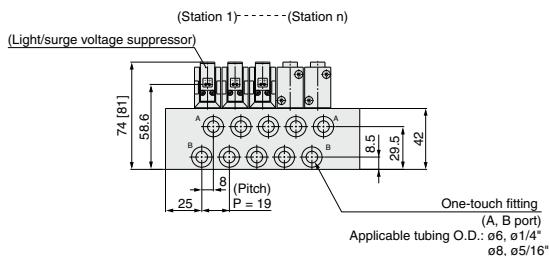 (Station 1)-------(Station n)
(Light/surge voltage suppressor)
74 [81]
58.6
A
A
B
B
8.5
29.5
42
8
(Pitch)
25
P = 19
One-touch fitting
(A, B port)
Applicable tubing O.D.: ø6, ø1/4"
ø8, ø5/16"